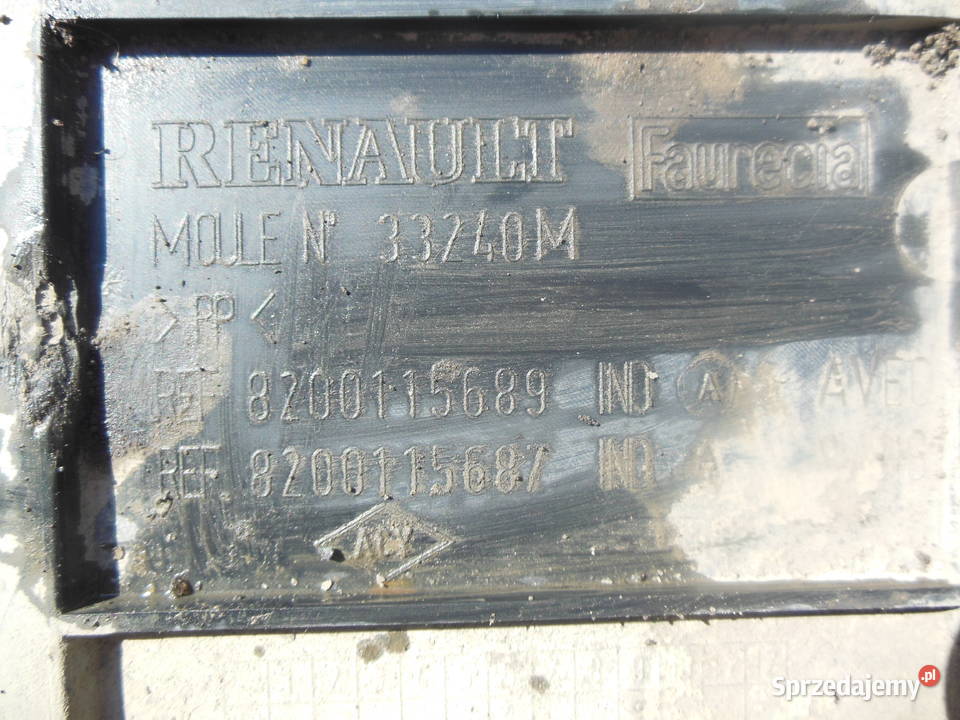 RENAULT Faurecia
MOULE N° 33240M
>PP<
REF 8200115689 IND A AVEC
REF. 8200115687 IND A
Sprzedajemy.pl